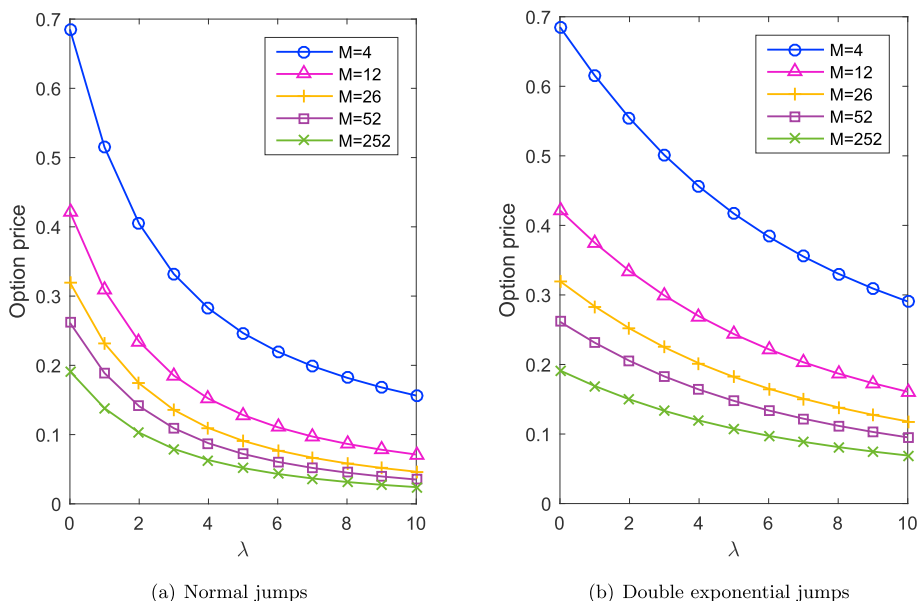 0.7
0.6
0.5
0.4
0.3
0.2
0.1
0
Option price
0 2 4 6 8 10
λ
M=4
M=12
M=26
M=52
M=252
(a) Normal jumps
0.7
0.6
0.5
0.4
0.3
0.2
0.1
0
Option price
0 2 4 6 8 10
λ
M=4
M=12
M=26
M=52
M=252
(b) Double exponential jumps